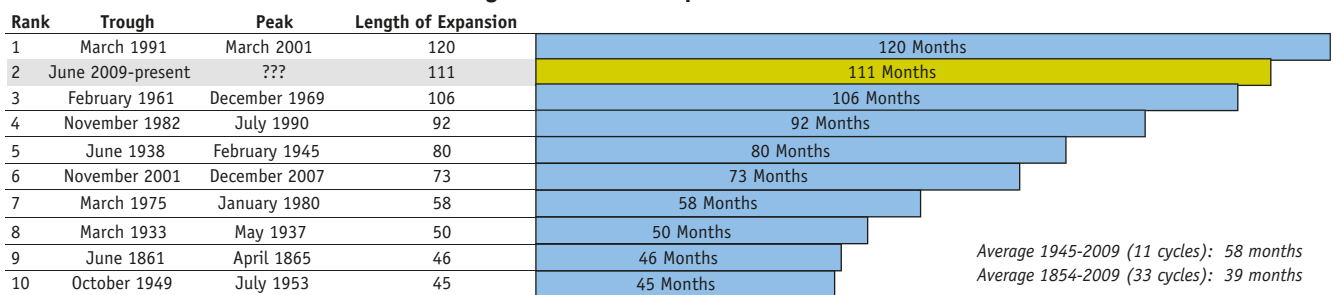 Rank Trough Peak Length of Expansion
1 March 1991 March 2001 120 120 Months
2 June 2009-present ??? 111 111 Months
3 February 1961 December 1969 106 106 Months
4 November 1982 July 1990 92 92 Months
5 June 1938 February 1945 80 80 Months
6 November 2001 December 2007 73 73 Months
7 March 1975 January 1980 58 58 Months
8 March 1933 May 1937 50 50 Months
9 June 1861 April 1865 46 46 Months
10 October 1949 July 1953 45 45 Months
Average 1945-2009 (11 cycles): 58 months
Average 1854-2009 (33 cycles): 39 months